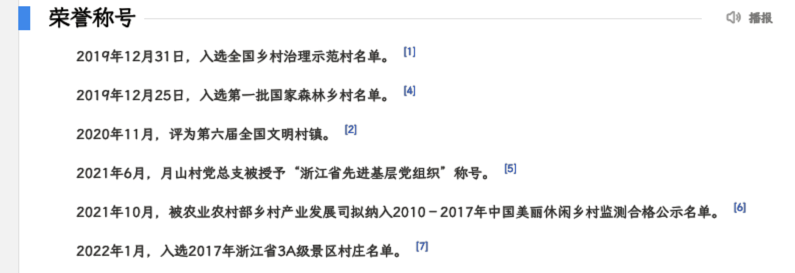 荣誉称号
播报
2019年12月31日，入选全国乡村治理示范村名单。 [1]
2019年12月25日，入选第一批国家森林乡村名单。 [4]
2020年11月，评为第六届全国文明村镇。 [2]
2021年6月，月山村党总支被授予“浙江省先进基层党组织”称号。 [5]
2021年10月，被农业农村部乡村产业发展司拟纳入2010－2017年中国美丽休闲乡村监测合格公示名单。 [6]
2022年1月，入选2017年浙江省3A级景区村庄名单。 [7]